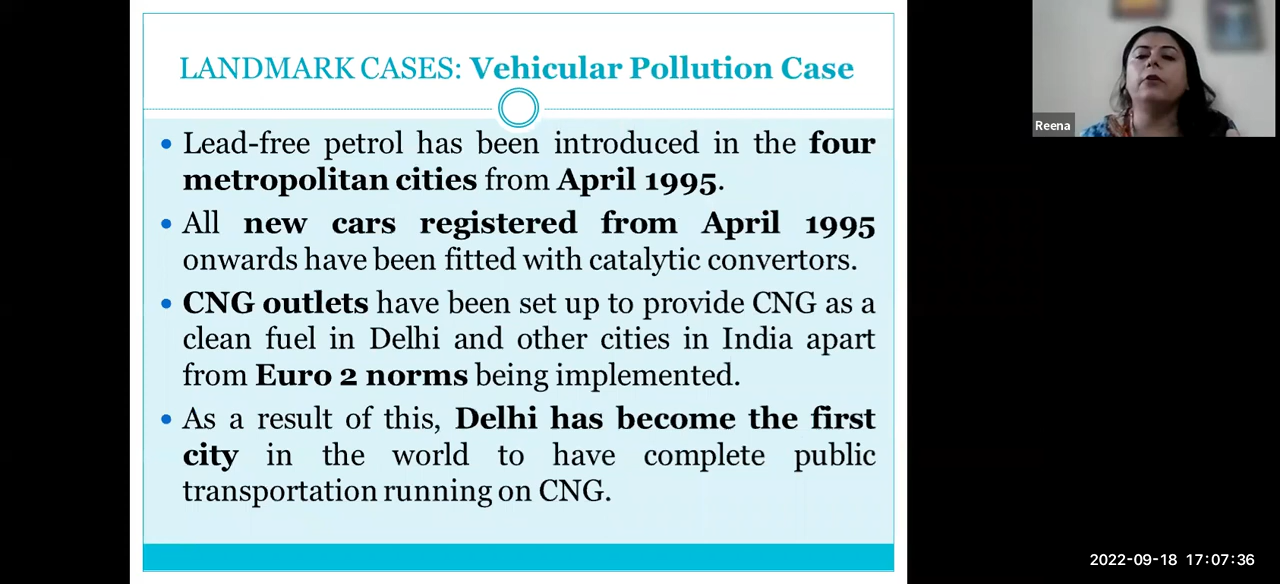 LANDMARK CASES: Vehicular Pollution Case
• Lead-free petrol has been introduced in the four
metropolitan cities from April 1995.
• All new cars registered from April 1995
onwards have been fitted with catalytic convertors.
• CNG outlets have been set up to provide CNG as a
clean fuel in Delhi and other cities in India apart
from Euro 2 norms being implemented.
• As a result of this, Delhi has become the first
city in the world to have complete public
transportation running on CNG.
Reena
2022-09-18 17:07:36